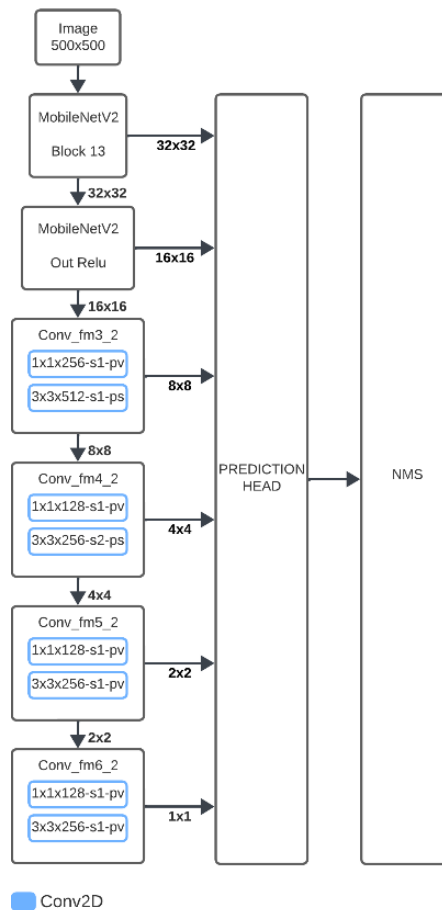 Image
500x500
MobileNetV2
Block 13
32x32
32x32
MobileNetV2
Out Relu
16x16
16x16
Conv_fm3_2
1x1x256-s1-pv
3x3x512-s1-ps
8x8
8x8
Conv_fm4_2
1x1x128-s1-pv
3x3x256-s2-ps
4x4
4x4
Conv_fm5_2
1x1x128-s1-pv
3x3x256-s1-pv
2x2
2x2
Conv_fm6_2
1x1x128-s1-pv
3x3x256-s1-pv
1x1
PREDICTION
HEAD
NMS
Conv2D